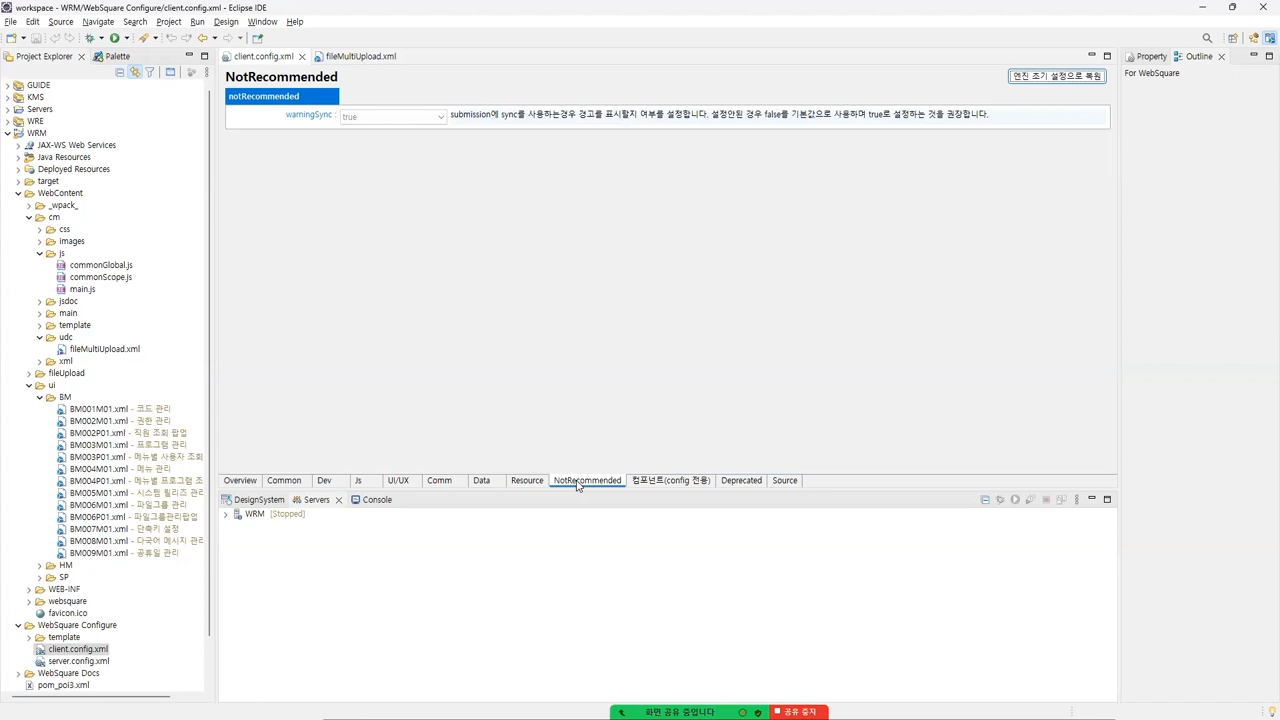 workspace - WRM/WebSquare Configure/client.config.xml - Eclipse IDE
File Edit Source Navigate Search Project Run Design Window Help
Project Explorer Palette
client.config.xml fileMultiUpload.xml
Property Outline
For WebSquare
NotRecommended
엔진 초기 설정으로 복원
notRecommended
warningSync : true submission에 sync를 사용하는경우 경고를 표시할지 여부를 설정합니다. 설정안된 경우 false를 기본값으로 사용하며 true로 설정하는 것을 권장합니다.
GUIDE
KMS
Servers
WRE
WRM
JAX-WS Web Services
Java Resources
Deployed Resources
target
WebContent
_wpack_
cm
css
images
js
commonGlobal.js
commonScope.js
main.js
jsdoc
main
template
udc
fileMultiUpload.xml
xml
fileUpload
ui
BM
BM001M01.xml - 코드 관리
BM002M01.xml - 권한 관리
BM002P01.xml - 직원 조회 팝업
BM003M01.xml - 프로그램 관리
BM003P01.xml - 메뉴별 사용자 조회
BM004M01.xml - 메뉴 관리
BM004P01.xml - 메뉴별 프로그램 조
BM005M01.xml - 시스템 릴리즈 관리
BM006M01.xml - 파일그룹 관리
BM006P01.xml - 파일그룹관리팝업
BM007M01.xml - 단축키 설정
BM008M01.xml - 다국어 메시지 관리
BM009M01.xml - 공휴일 관리
HM
SP
WEB-INF
websquare
favicon.ico
WebSquare Configure
template
client.config.xml
server.config.xml
WebSquare Docs
pom_poi3.xml
Overview Common Dev Js UI/UX Comm Data Resource NotRecommended 컴포넌트(config 전용) Deprecated Source
DesignSystem Servers Console
WRM [Stopped]
화면 공유 중입니다 공유 중지